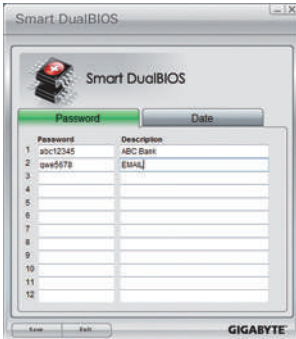 Smart DualBIOS
Smart DualBIOS
Password Date
Password Description
1 abc12345 ABC Bank
2 qwe5678 EMAIL
3
4
5
6
7
8
9
10
11
12
Save Exit GIGABYTE